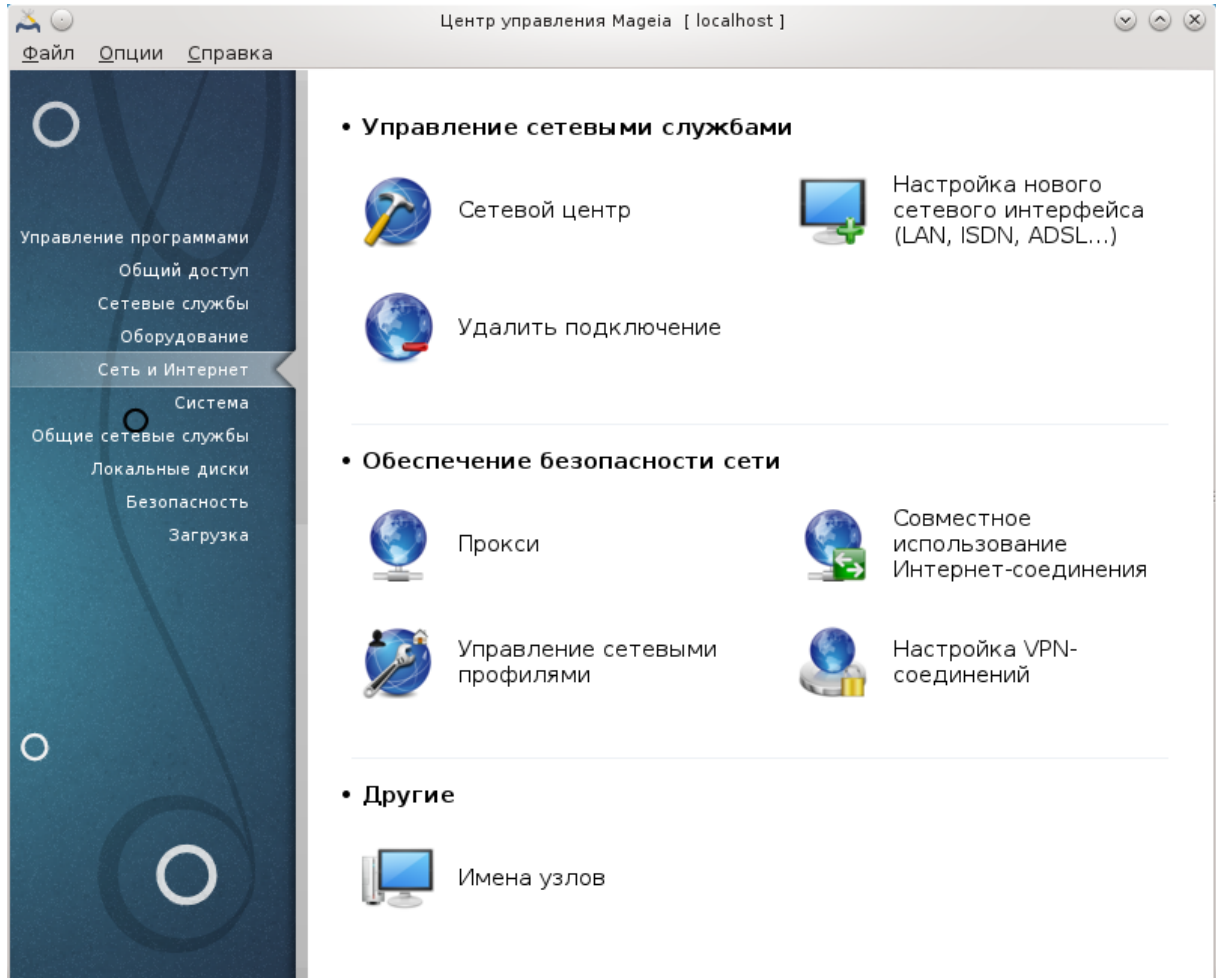 Центр управления Mageia [ localhost ]
Файл Опции Справка
Управление программами
Общий доступ
Сетевые службы
Оборудование
Сеть и Интернет
Система
Общие сетевые службы
Локальные диски
Безопасность
Загрузка
• Управление сетевыми службами
Сетевой центр
Настройка нового
сетевого интерфейса
(LAN, ISDN, ADSL...)
Удалить подключение
• Обеспечение безопасности сети
Прокси
Совместное
использование
Интернет-соединения
Управление сетевыми
профилями
Настройка VPN-
соединений
• Другие
Имена узлов